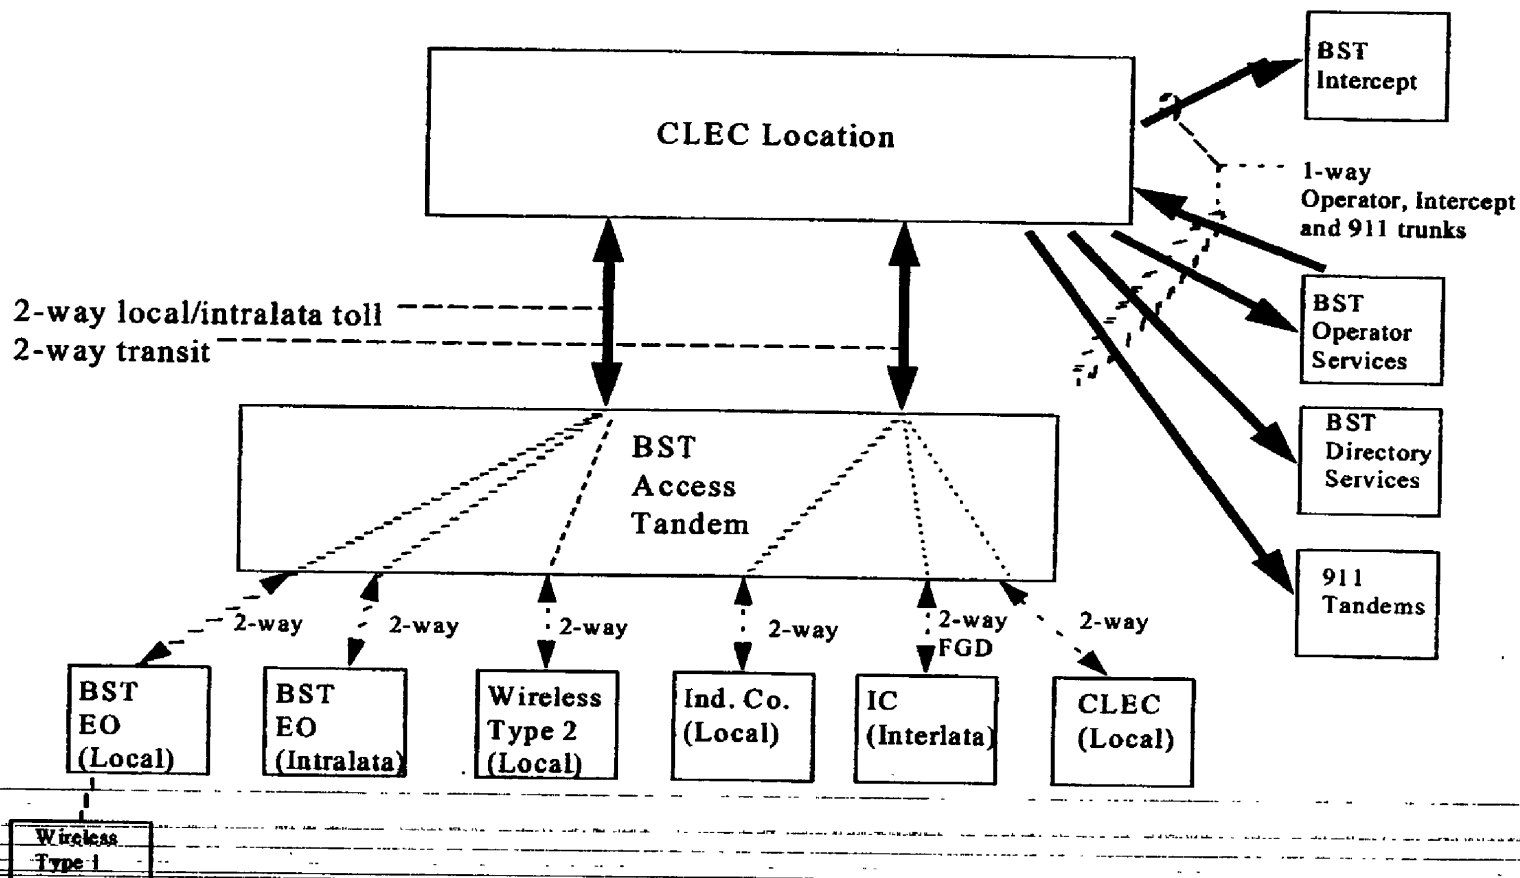 BST
Intercept
CLEC Location
1-way
Operator, Intercept
and 911 trunks
2-way local/intralata toll
2-way transit
BST
Operator
Services
BST
Directory
Services
911
Tandems
BST
Access
Tandem
2-way
2-way
2-way
2-way
2-way
FGD
2-way
BST
EO
(Local)
BST
EO
(Intralata)
Wireless
Type 2
(Local)
Ind. Co.
(Local)
IC
(Interlata)
CLEC
(Local)
Wireless
Type 1